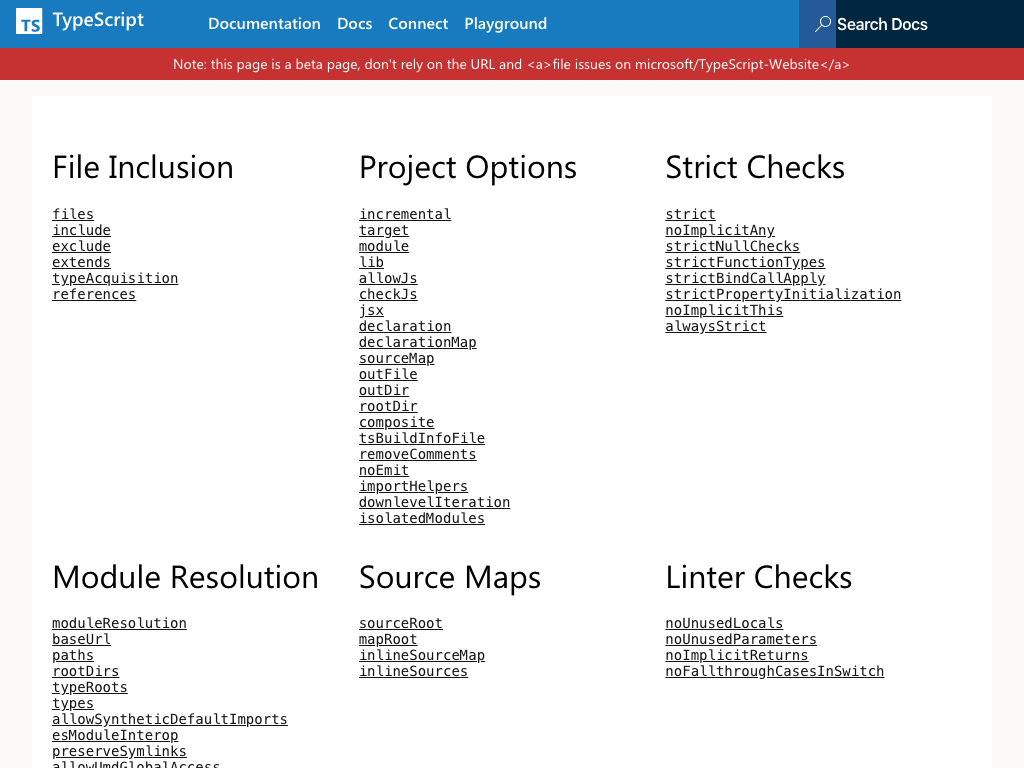 TS TypeScript Documentation Docs Connect Playground Search Docs
Note: this page is a beta page, don't rely on the URL and <a>file issues on microsoft/TypeScript-Website</a>
File Inclusion
files
include
exclude
extends
typeAcquisition
references
Project Options
incremental
target
module
lib
allowJs
checkJs
jsx
declaration
declarationMap
sourceMap
outFile
outDir
rootDir
composite
tsBuildInfoFile
removeComments
noEmit
importHelpers
downlevelIteration
isolatedModules
Strict Checks
strict
noImplicitAny
strictNullChecks
strictFunctionTypes
strictBindCallApply
strictPropertyInitialization
noImplicitThis
alwaysStrict
Module Resolution
moduleResolution
baseUrl
paths
rootDirs
typeRoots
types
allowSyntheticDefaultImports
esModuleInterop
preserveSymlinks
allowUmdGlobalAccess
Source Maps
sourceRoot
mapRoot
inlineSourceMap
inlineSources
Linter Checks
noUnusedLocals
noUnusedParameters
noImplicitReturns
noFallthroughCasesInSwitch